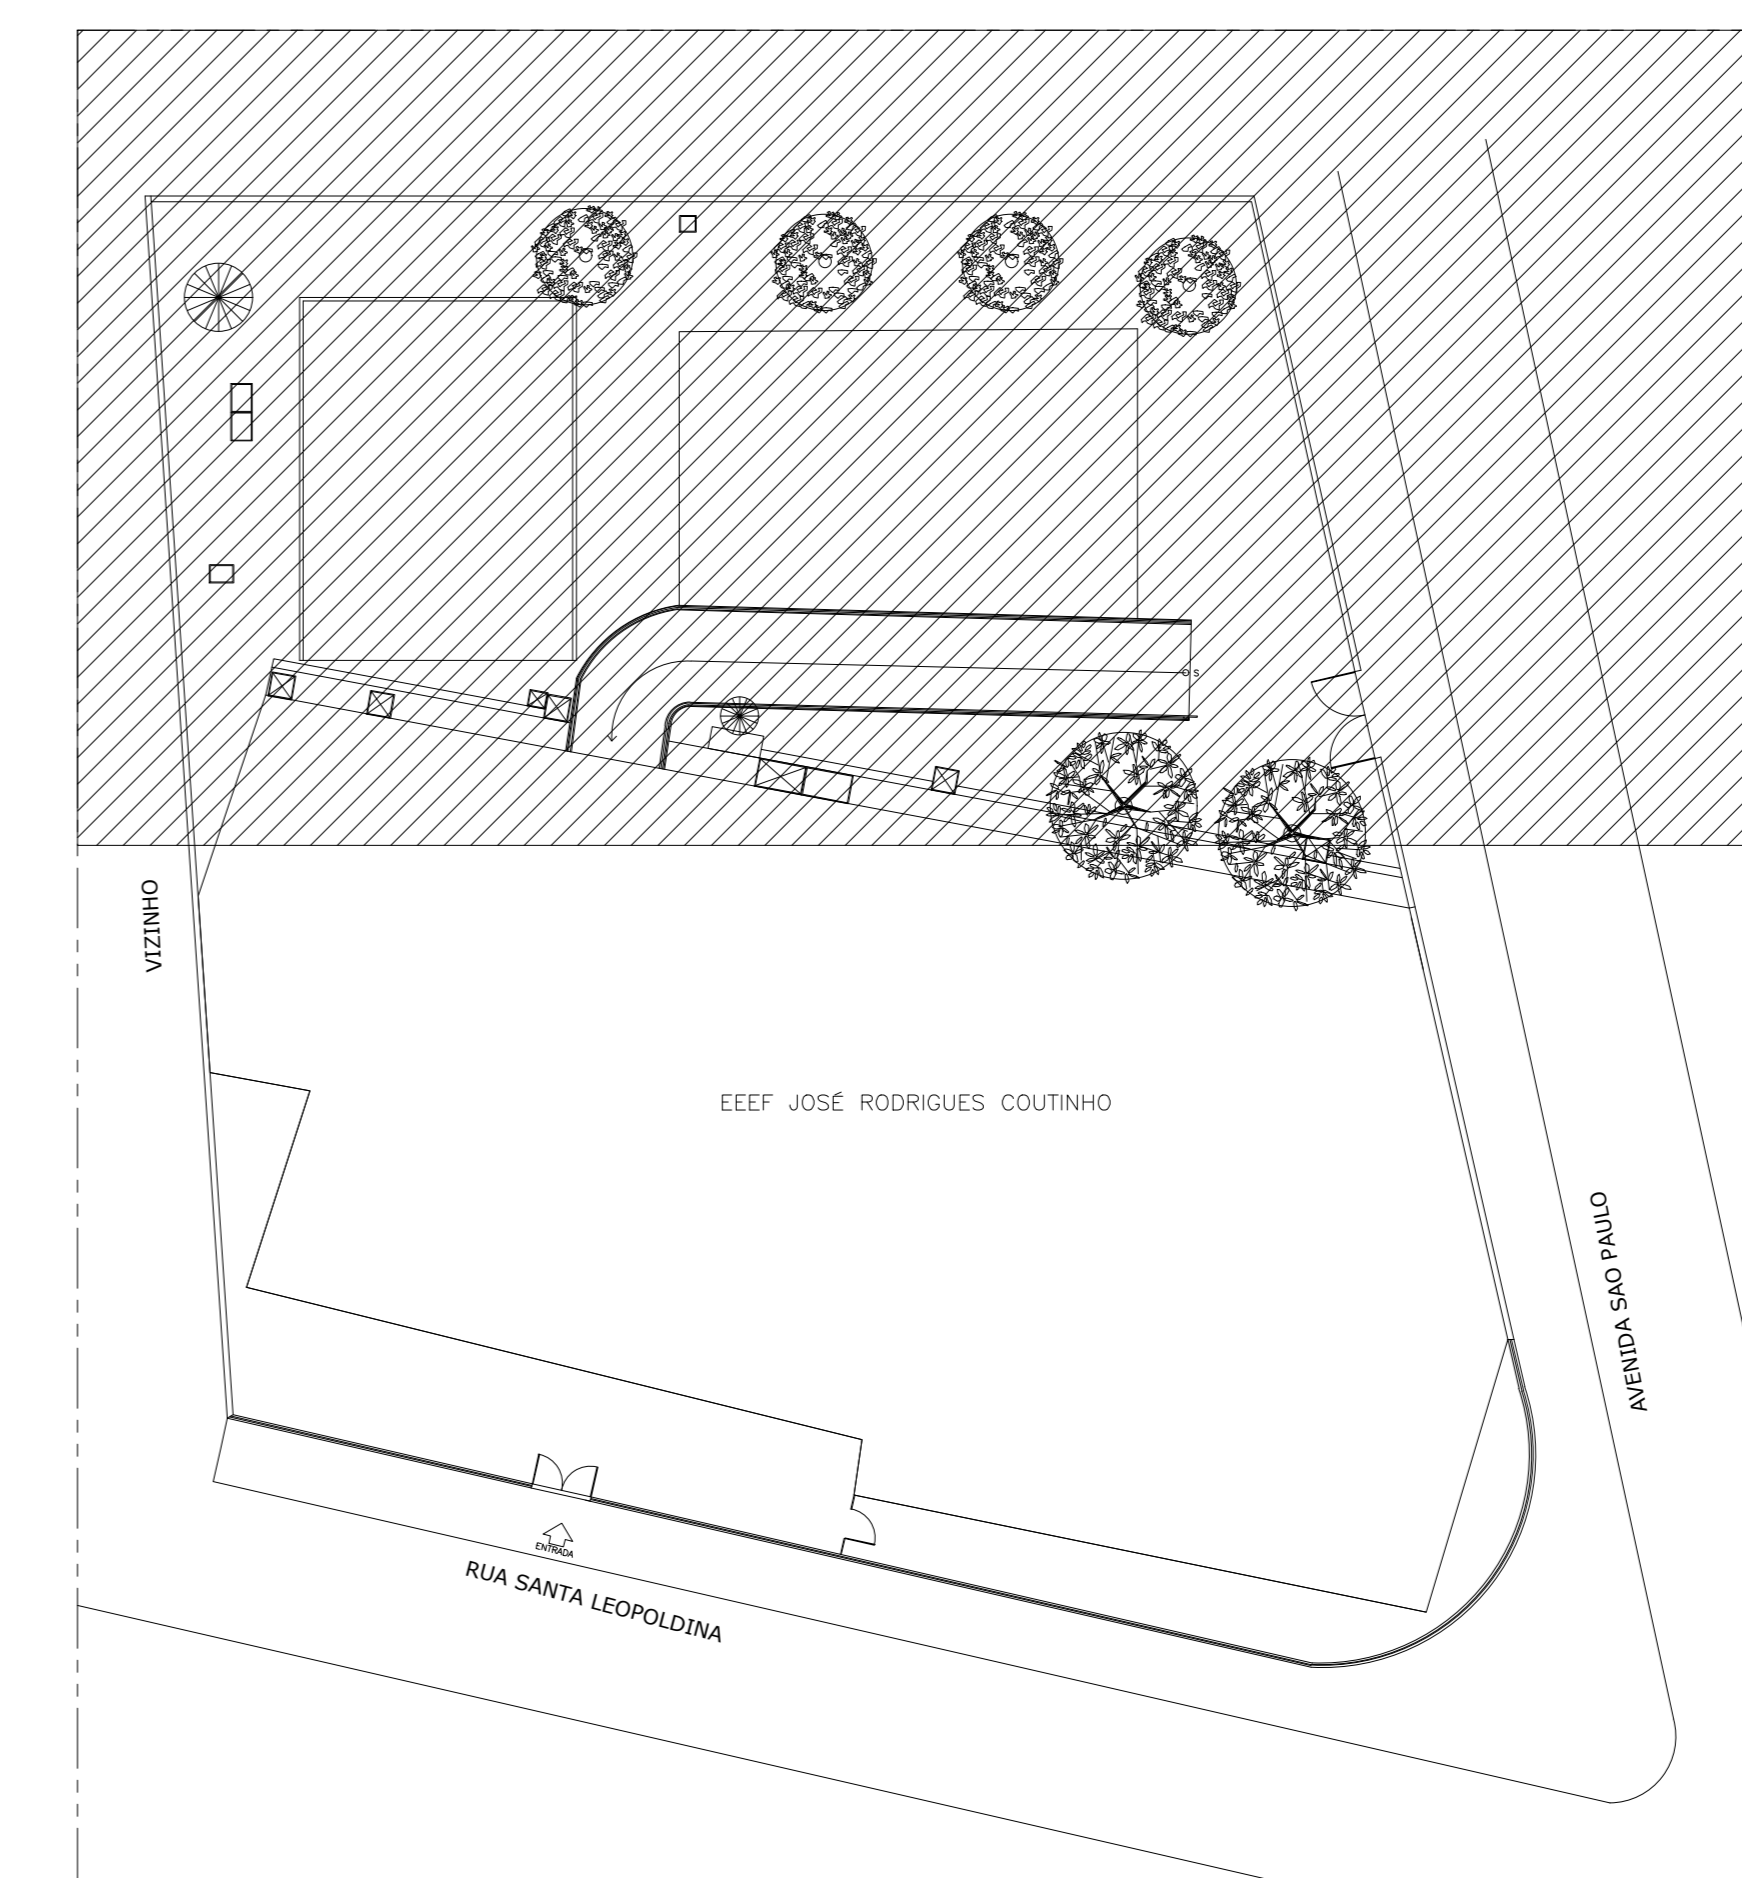 S
VIZINHO
EEEF JOSÉ RODRIGUES COUTINHO
AVENIDA SAO PAULO
ENTRADA
RUA SANTA LEOPOLDINA